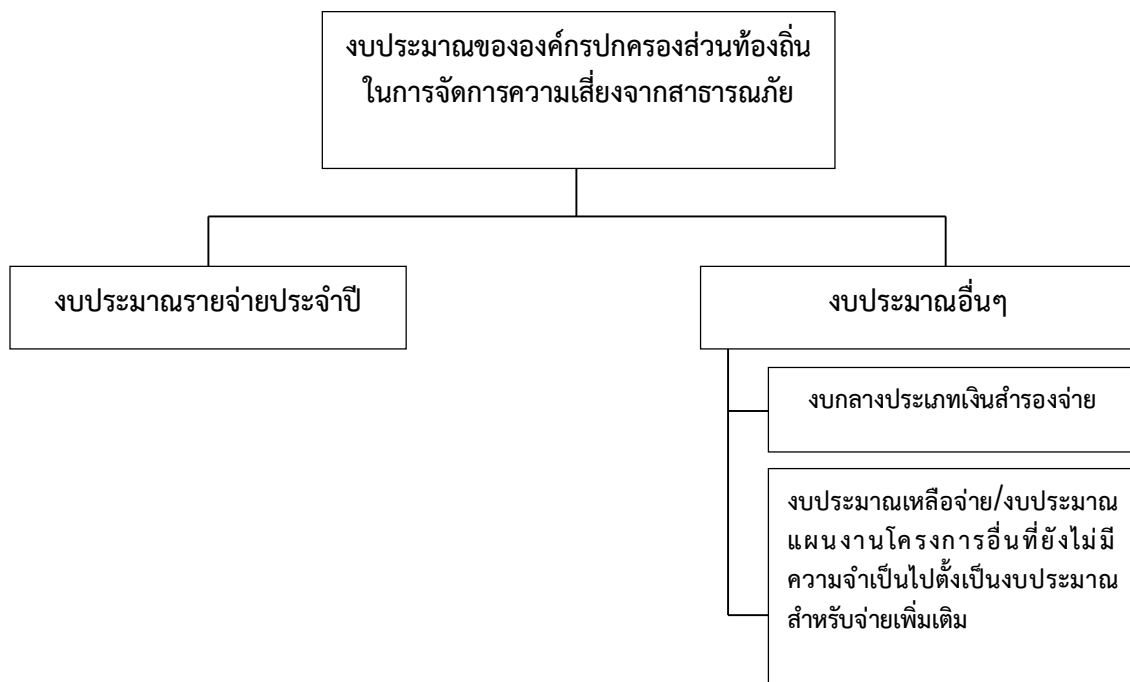 งบประมาณขององค์กรปกครองส่วนท้องถิ่น
ในการจัดการความเสี่ยงจากสาธารณภัย
งบประมาณรายจ่ายประจำปี
งบประมาณอื่นๆ
งบกลางประเภทเงินสำรองจ่าย
งบประมาณเหลือจ่าย/งบประมาณ
แผนงานโครงการอื่นที่ยังไม่มี
ความจำเป็นไปตั้งเป็นงบประมาณ
สำหรับจ่ายเพิ่มเติม